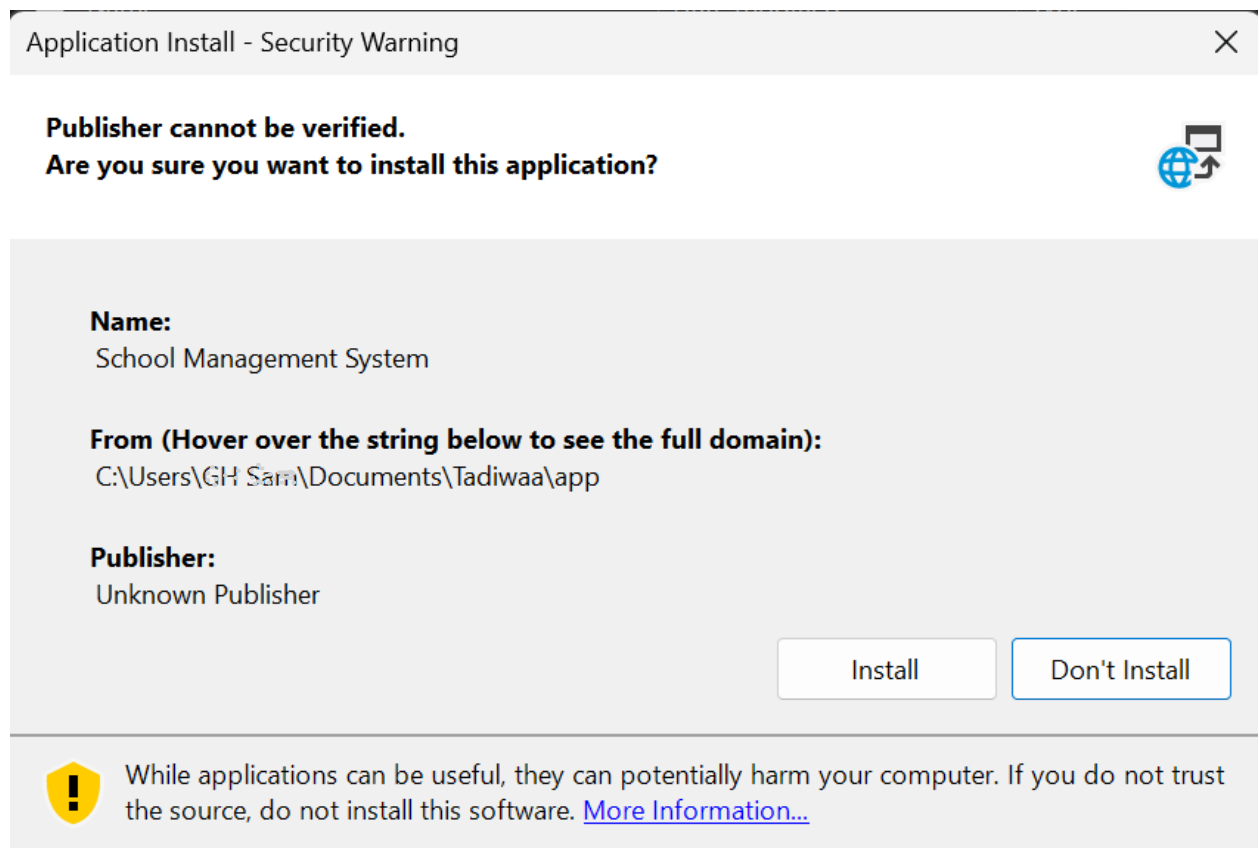 Application Install - Security Warning
Publisher cannot be verified.
Are you sure you want to install this application?
Name:
School Management System
From (Hover over the string below to see the full domain):
C:\Users\GH Sam\Documents\Tadiwaa\app
Publisher:
Unknown Publisher
Install Don't Install
While applications can be useful, they can potentially harm your computer. If you do not trust
the source, do not install this software. More Information...